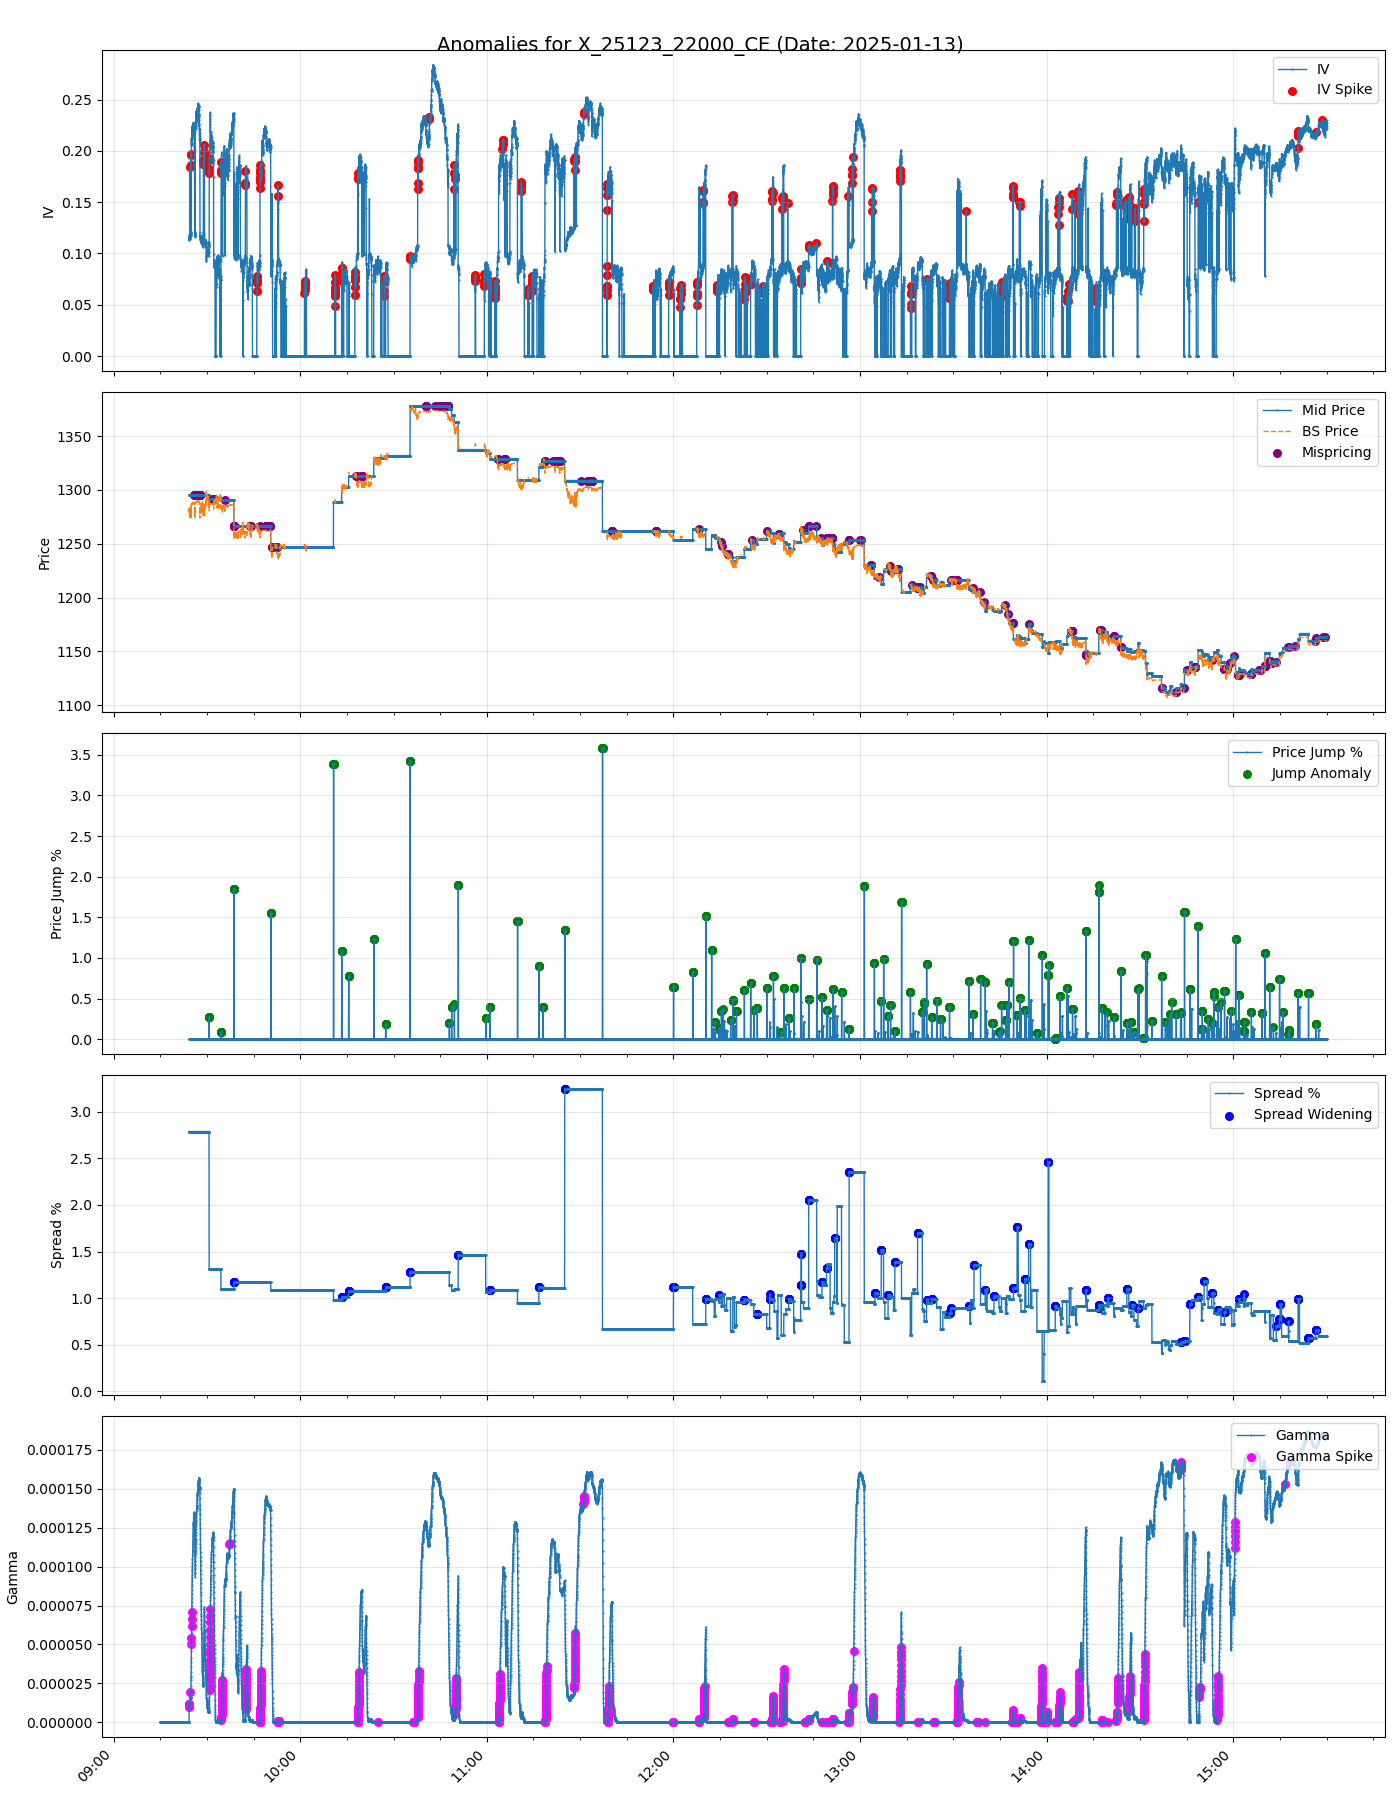 Anomalies for X_25123_22000_CE (Date: 2025-01-13)
IV
IV Spike
0.25
0.20
0.15
0.10
0.05
0.00
IV
Mid Price
BS Price
Mispricing
1350
1300
1250
1200
1150
1100
Price
Price Jump %
Jump Anomaly
3.5
3.0
2.5
2.0
1.5
1.0
0.5
0.0
Price Jump %
Spread %
Spread Widening
3.0
2.5
2.0
1.5
1.0
0.5
0.0
Spread %
Gamma
Gamma Spike
0.000175
0.000150
0.000125
0.000100
0.000075
0.000050
0.000025
0.000000
Gamma
09:00
10:00
11:00
12:00
13:00
14:00
15:00